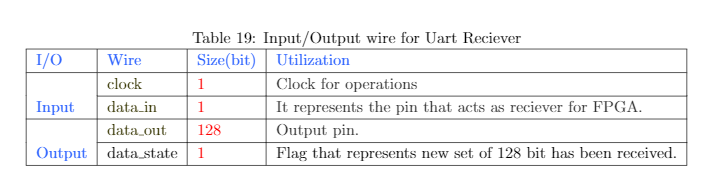 Table 19: Input/Output wire for Uart Reciever
I/O Wire Size(bit) Utilization
clock 1 Clock for operations
Input data_in 1 It represents the pin that acts as reciever for FPGA.
data_out 128 Output pin.
Output data_state 1 Flag that represents new set of 128 bit has been received.